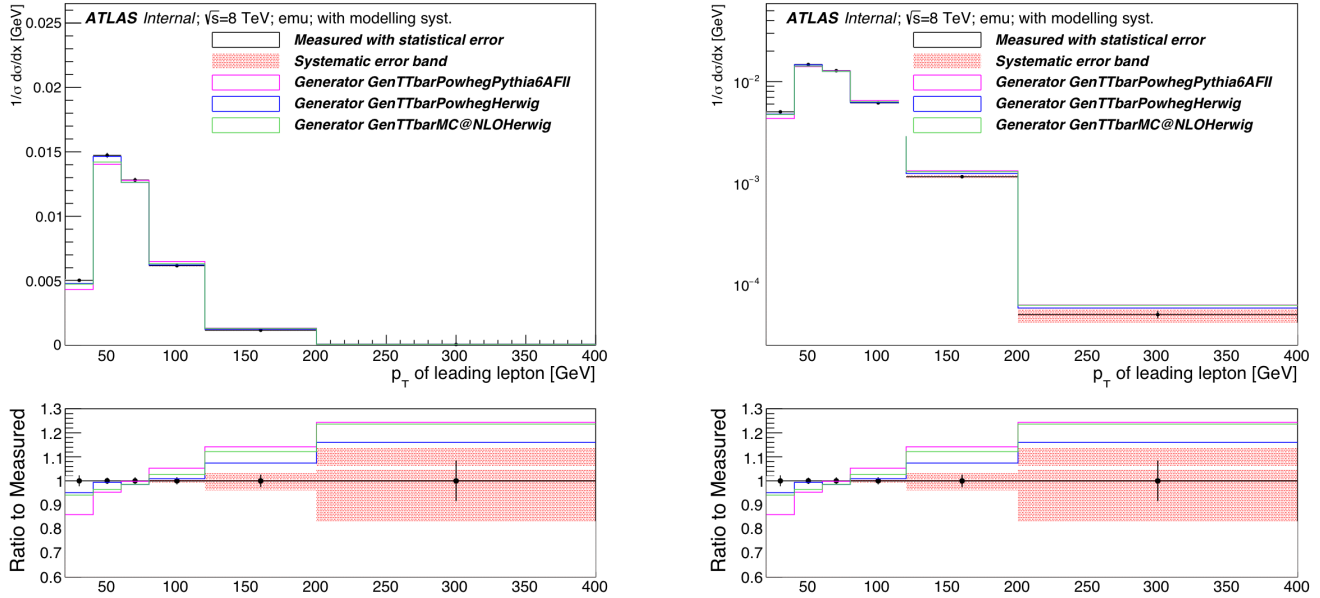 ATLAS Internal; √s=8 TeV; emu; with modelling syst.
Measured with statistical error
Systematic error band
Generator GenTTbarPowhegPythia6AFII
Generator GenTTbarPowhegHerwig
Generator GenTTbarMC@NLOHerwig
1/σ dσ/dx [GeV]
0.025
0.02
0.015
0.01
0.005
0
50 100 150 200 250 300 350 400
p_T of leading lepton [GeV]
Ratio to Measured
1.3
1.2
1.1
1
0.9
0.8
0.7
0.6
50 100 150 200 250 300 350 400
ATLAS Internal; √s=8 TeV; emu; with modelling syst.
Measured with statistical error
Systematic error band
Generator GenTTbarPowhegPythia6AFII
Generator GenTTbarPowhegHerwig
Generator GenTTbarMC@NLOHerwig
1/σ dσ/dx [GeV]
10⁻²
10⁻³
10⁻⁴
50 100 150 200 250 300 350 400
p_T of leading lepton [GeV]
Ratio to Measured
1.3
1.2
1.1
1
0.9
0.8
0.7
0.6
50 100 150 200 250 300 350 400